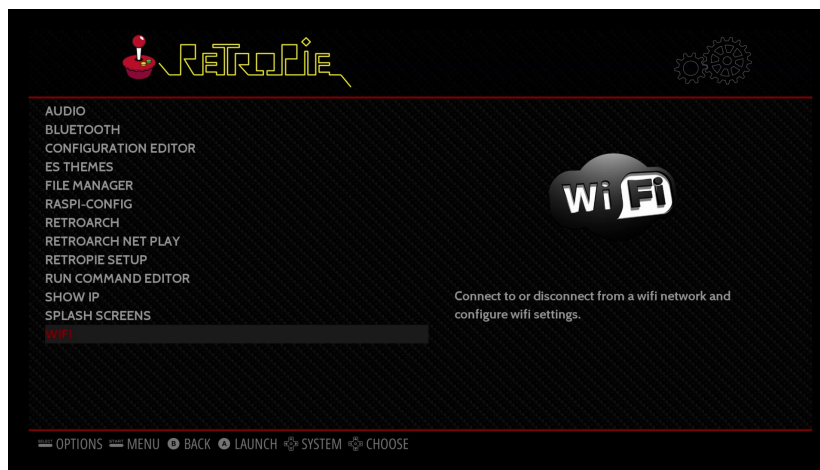 RETROPIE
AUDIO
BLUETOOTH
CONFIGURATION EDITOR
ES THEMES
FILE MANAGER
RASPI-CONFIG
RETROARCH
RETROARCH NET PLAY
RETROPIE SETUP
RUN COMMAND EDITOR
SHOW IP
SPLASH SCREENS
WIFI
Wi Fi
Connect to or disconnect from a wifi network and
configure wifi settings.
SELECT OPTIONS START MENU B BACK A LAUNCH SYSTEM CHOOSE